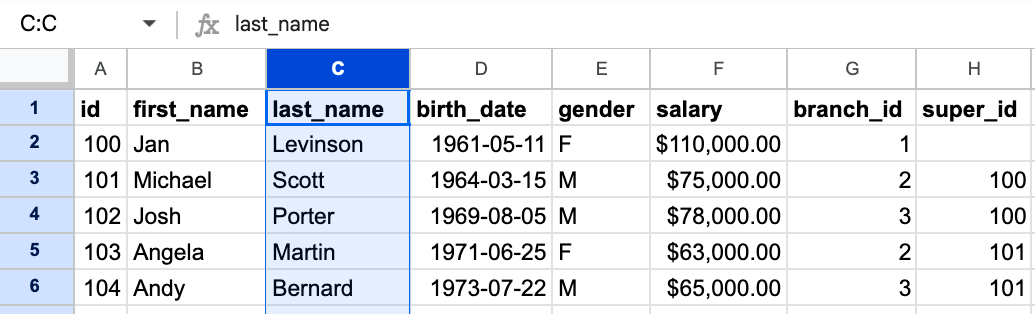 C:C fx last_name
A B C D E F G H
1 id first_name last_name birth_date gender salary branch_id super_id
2 100 Jan Levinson 1961-05-11 F $110,000.00 1
3 101 Michael Scott 1964-03-15 M $75,000.00 2 100
4 102 Josh Porter 1969-08-05 M $78,000.00 3 100
5 103 Angela Martin 1971-06-25 F $63,000.00 2 101
6 104 Andy Bernard 1973-07-22 M $65,000.00 3 101